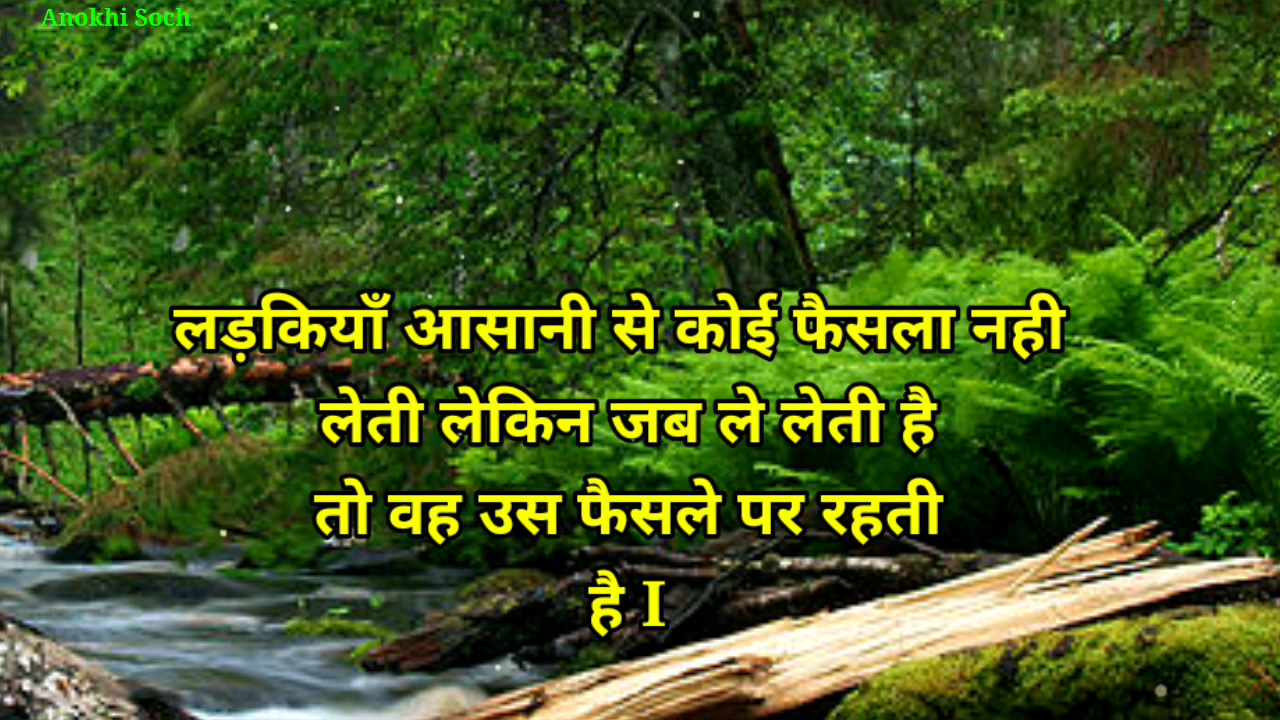 Anokhi Soch
लड़कियाँ आसानी से कोई फैसला नही
लेती लेकिन जब ले लेती है
तो वह उस फैसले पर रहती
है I